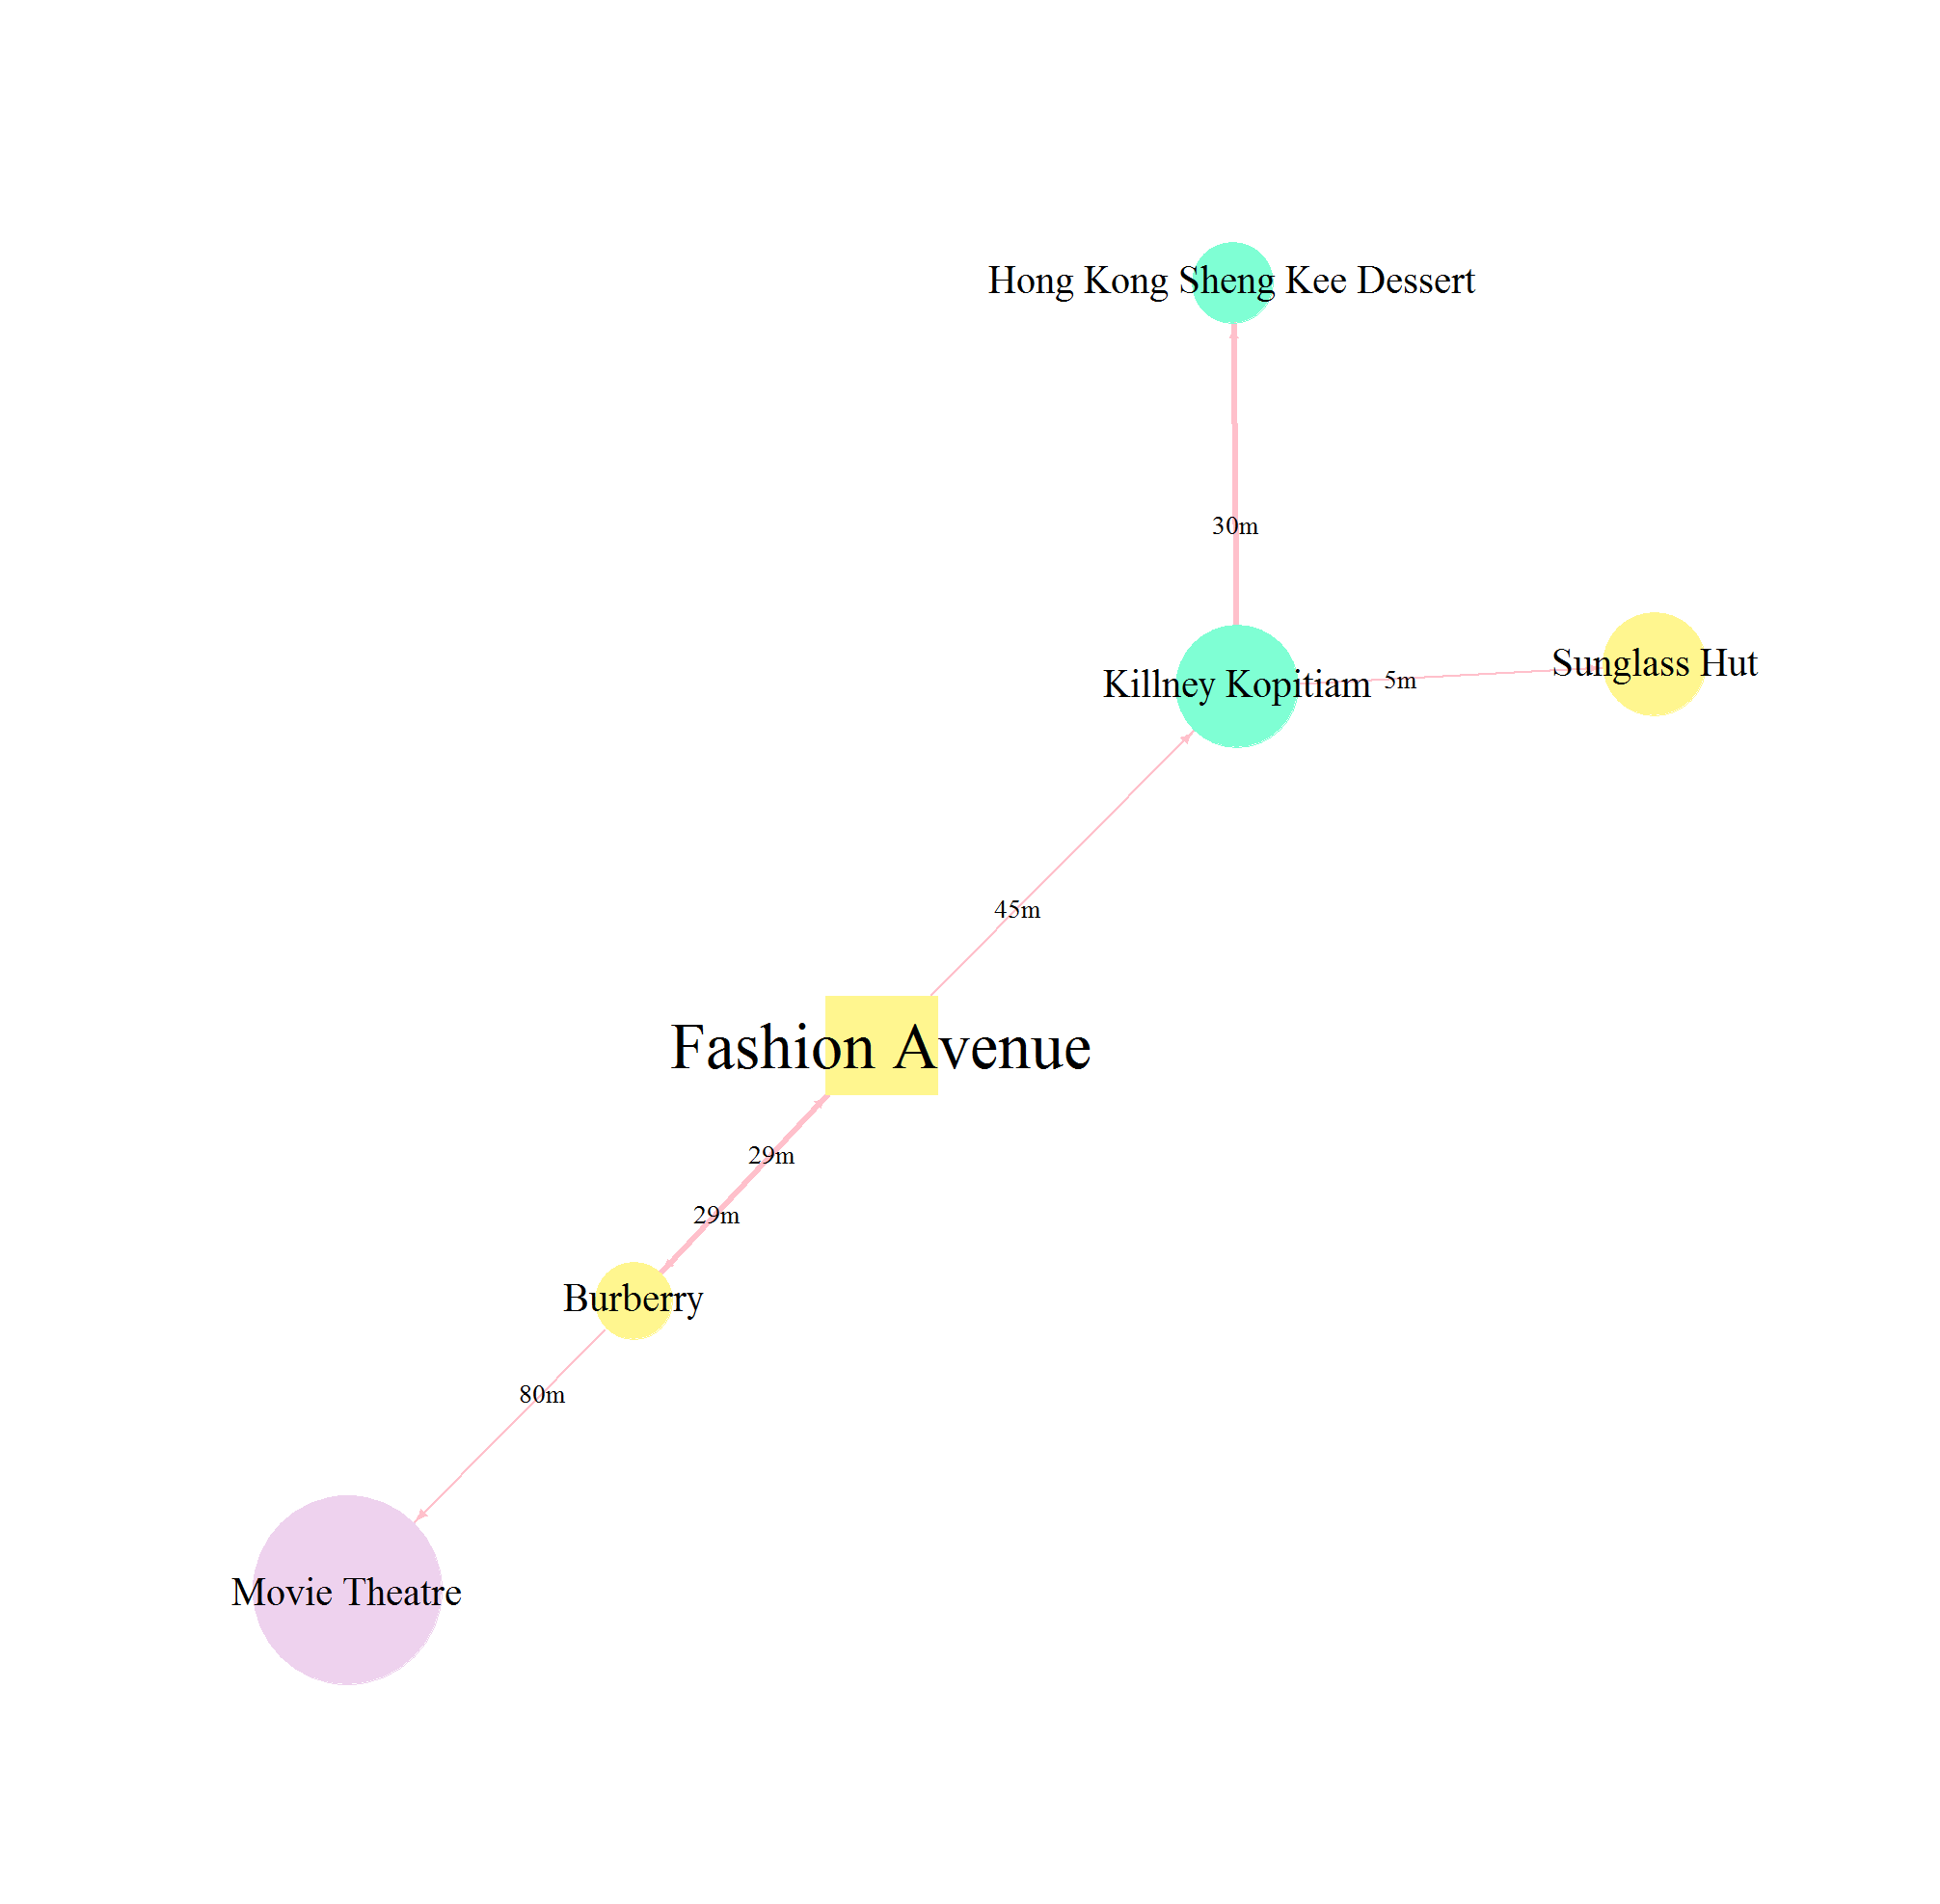 Hong Kong Sheng Kee Dessert
30m
Sunglass Hut
Killney Kopitiam
5m
45m
Fashion Avenue
29m
29m
Burberry
80m
Movie Theatre